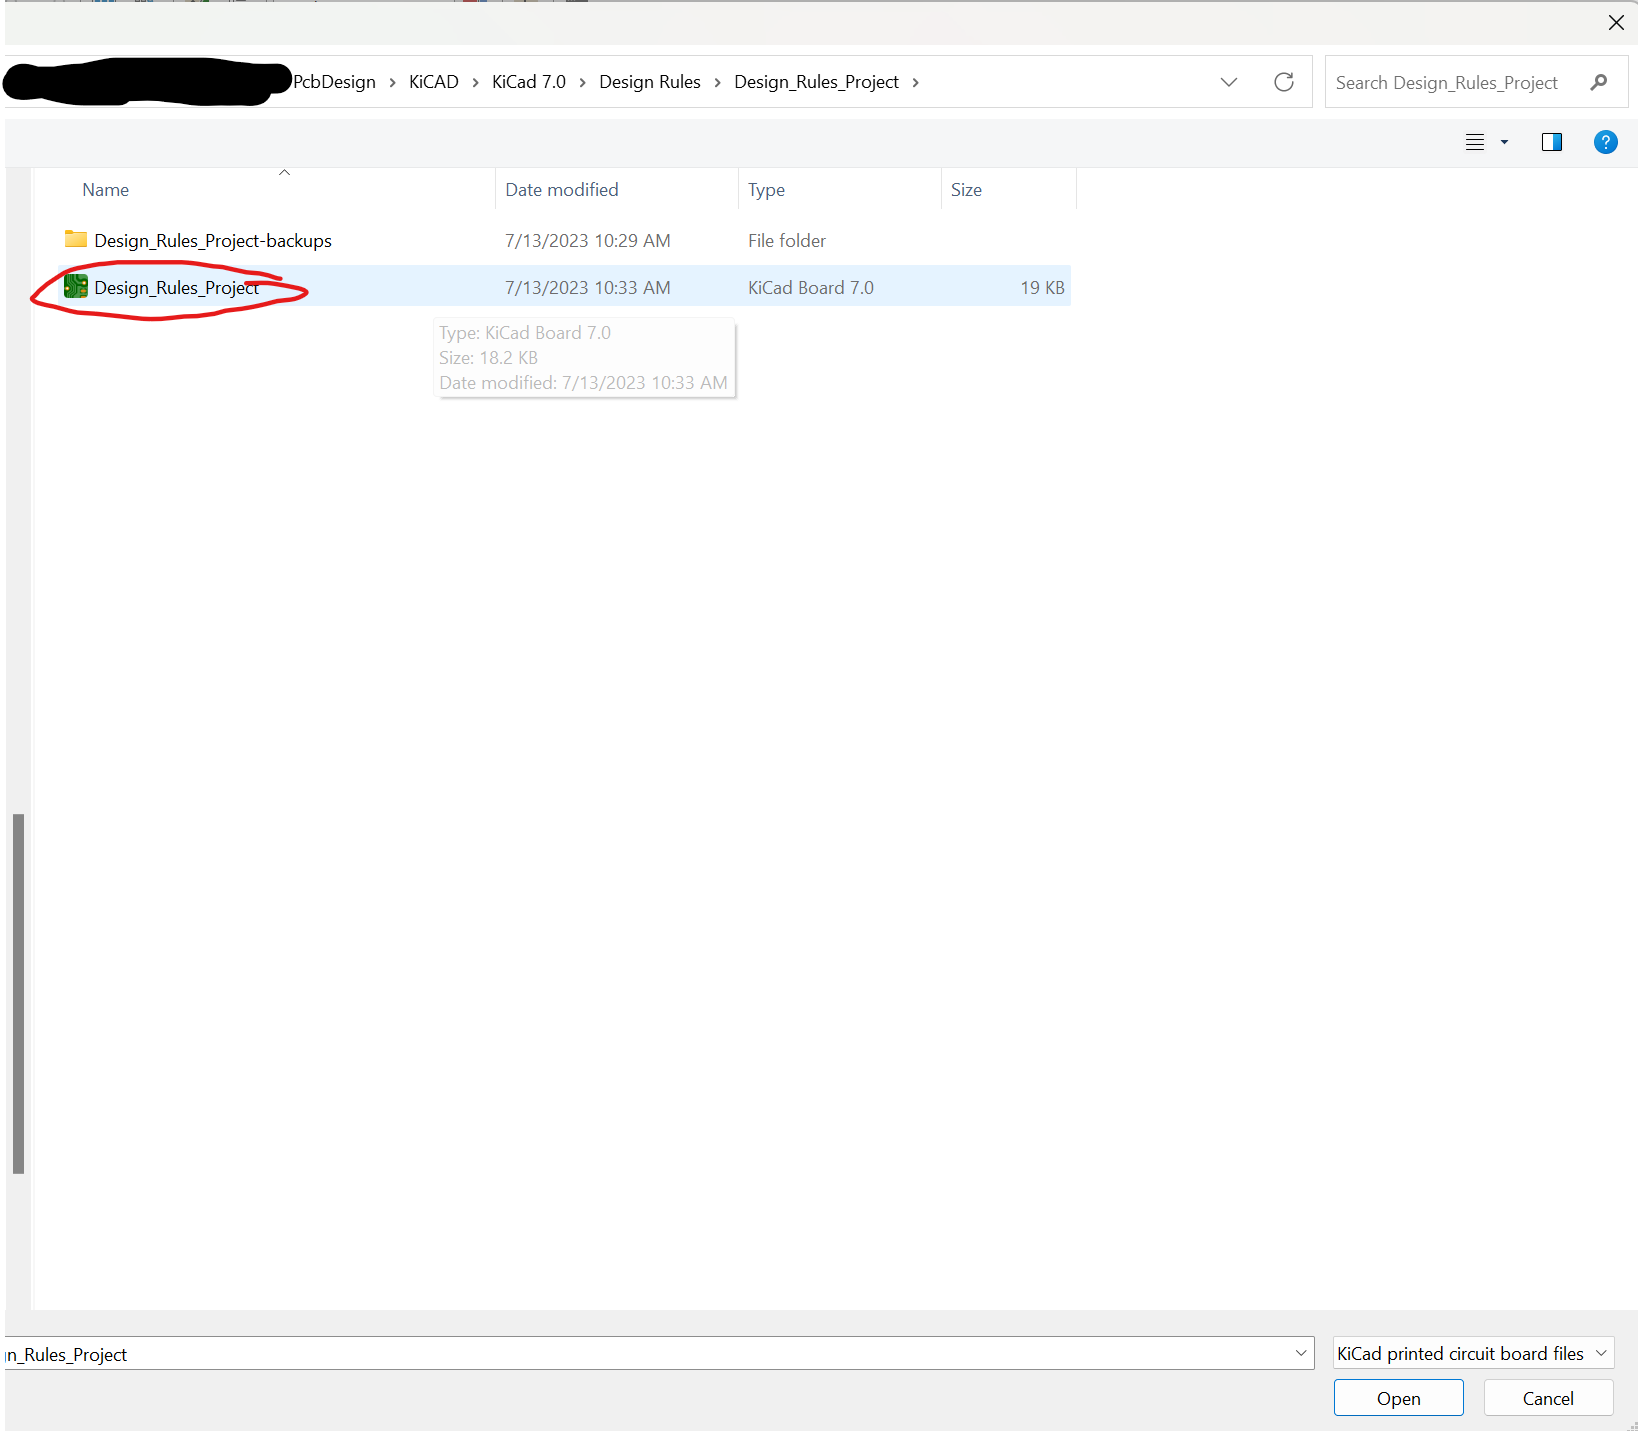 PcbDesign > KiCAD > KiCad 7.0 > Design Rules > Design_Rules_Project >
Search Design_Rules_Project
?
Name Date modified Type Size
Design_Rules_Project-backups 7/13/2023 10:29 AM File folder
Design_Rules_Project 7/13/2023 10:33 AM KiCad Board 7.0 19 KB
Type: KiCad Board 7.0
Size: 18.2 KB
Date modified: 7/13/2023 10:33 AM
n_Rules_Project
KiCad printed circuit board files
Open Cancel